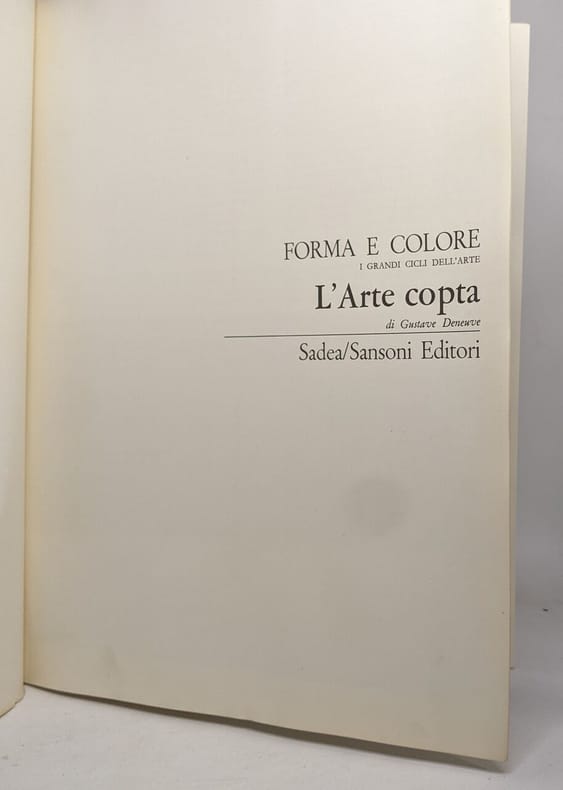 FORMA E COLORE
I GRANDI CICLI DELL'ARTE
L'Arte copta
di Gustave Deneuve
Sadea/Sansoni Editori